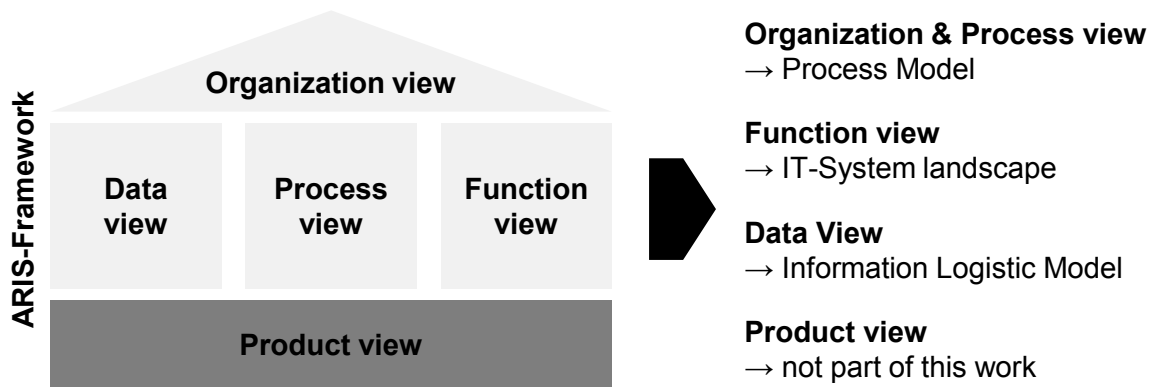 ARIS-Framework
Organization view
Data
view
Process
view
Function
view
Product view
Organization & Process view
→ Process Model
Function view
→ IT-System landscape
Data View
→ Information Logistic Model
Product view
→ not part of this work